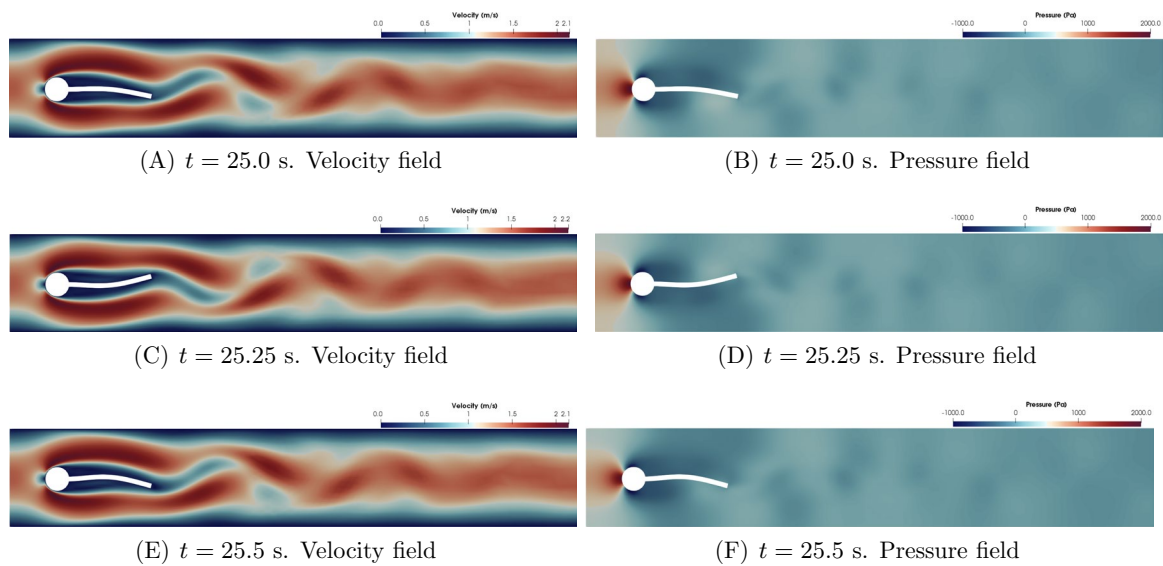 Velocity (m/s)
0.0 0.5 1 1.5 2 2.1
Pressure (Pa)
-1000.0 0 1000 2000.0
(A) t = 25.0 s. Velocity field
(B) t = 25.0 s. Pressure field
Velocity (m/s)
0.0 0.5 1 1.5 2 2.2
Pressure (Pa)
-1000.0 0 1000 2000.0
(C) t = 25.25 s. Velocity field
(D) t = 25.25 s. Pressure field
Velocity (m/s)
0.0 0.5 1 1.5 2 2.1
Pressure (Pa)
-1000.0 0 1000 2000.0
(E) t = 25.5 s. Velocity field
(F) t = 25.5 s. Pressure field